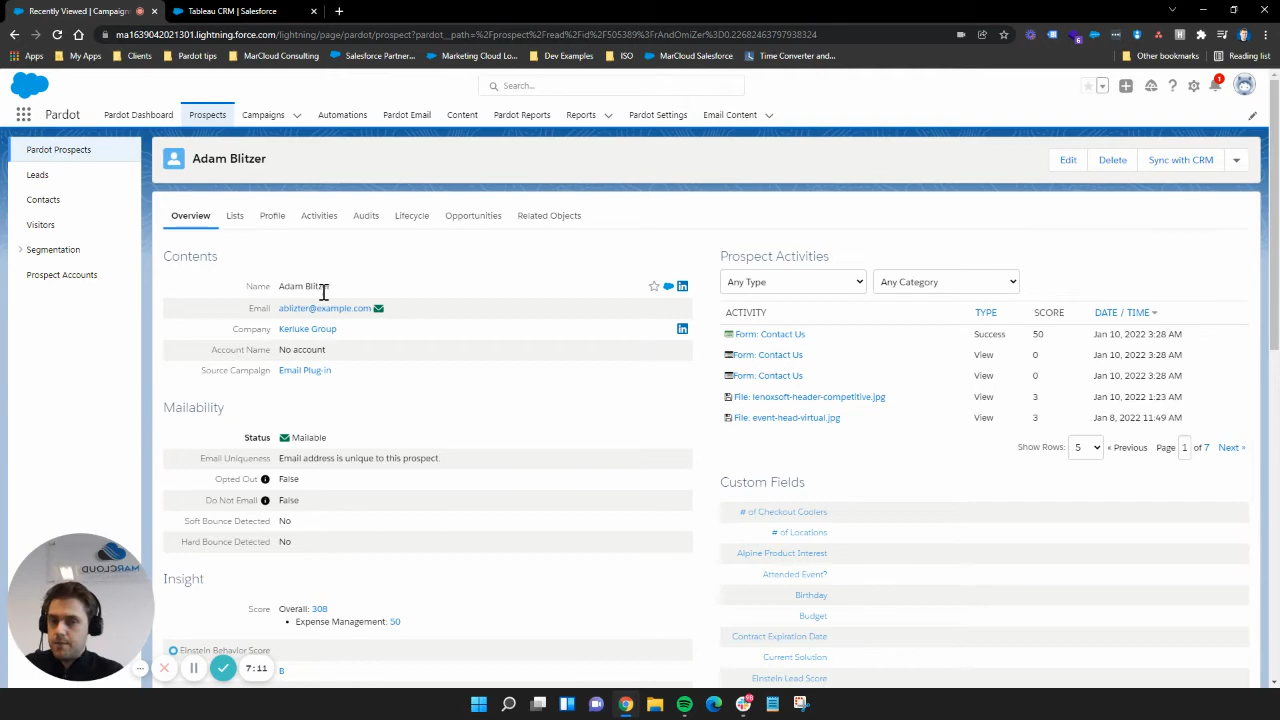 Recently Viewed | Campaign
Tableau CRM | Salesforce
ma1639042021301.lightning.force.com/lightning/page/pardot/prospect?pardot__path=%2Fprospect%2Fread%2Fid%2F505389%2FrAndOmiZer%3D0.22682463797938324
Apps
My
Clients
Pardot tips
MarCloud Consulting
Salesforce Partner...
Marketing Cloud Lo...
Dev Examples
ISO
MarCloud Salesforce
Time Converter and...
Other Bookmarks
Reading list
Search...
1
Pardot
Pardot Dashboard
Prospects
Campaigns
Automations
Pardot Email
Content
Pardot Reports
Reports
Pardot Settings
Email Content
Pardot Prospects
Leads
Contacts
Visitors
Segmentation
Prospect Accounts
Adam Blitzer
Edit
Delete
Sync with CRM
Overview
Lists
Profile
Activities
Audits
Lifecycle
Opportunities
Related Objects
Contents
Name Adam Blitzer
Email ablizter@example.com
Company Kerluke Group
Account Name No account
Source Campaign Email Plug-in
Mailability
Status Mailable
Email Uniqueness Email address is unique to this prospect.
Opted Out False
Do Not Email False
Soft Bounce Detected No
Hard Bounce Detected No
Insight
Score Overall: 308
Expense Management: 50
Einstein Behavior Score
B
Prospect Activities
Any Type
Any Category
ACTIVITY TYPE SCORE DATE / TIME
Form: Contact Us Success 50 Jan 10, 2022 3:28 AM
Form: Contact Us View 0 Jan 10, 2022 3:28 AM
Form: Contact Us View 0 Jan 10, 2022 3:28 AM
File: lenoxsoft-header-competitive.jpg View 3 Jan 10, 2022 1:23 AM
File: event-head-virtual.jpg View 3 Jan 8, 2022 11:49 AM
Show Rows: 5 « Previous Page 1 of 7 Next »
Custom Fields
# of Checkout Coolers
# of Locations
Alpine Product Interest
Attended Event?
Birthday
Budget
Contract Expiration Date
Current Solution
Einstein Lead Score
MARCLOUD
7:11